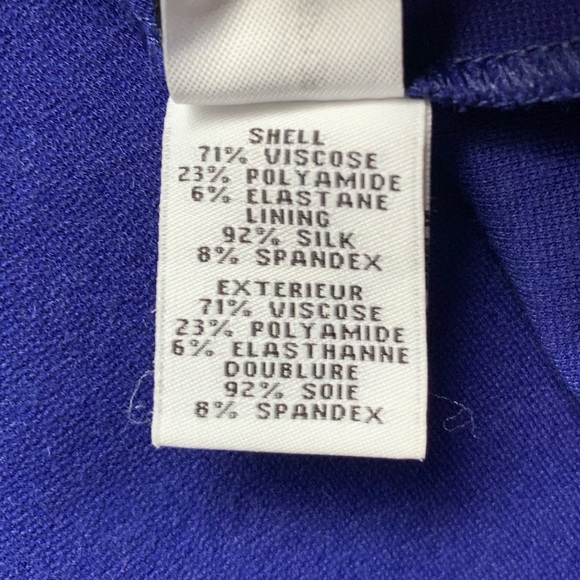 SHELL
71% VISCOSE
23% POLYAMIDE
6% ELASTANE
LINING
92% SILK
8% SPANDEX
EXTERIEUR
71% VISCOSE
23% POLYAMIDE
6% ELASTHANNE
DOUBLURE
92% SOIE
8% SPANDEX